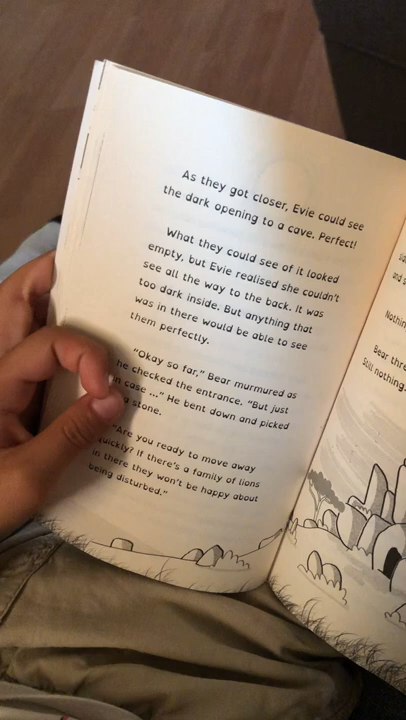 As they got closer, Evie could see
the dark opening to a cave. Perfect!
What they could see of it looked
empty, but Evie realised she couldn't
see all the way to the back. It was
too dark inside. But anything that
was in there would be able to see
them perfectly.
"Okay so far," Bear murmured as
he checked the entrance. "But just
in case ..." He bent down and picked
a stone.
"Are you ready to move away
quickly? If there's a family of lions
in there they won't be happy about
being disturbed."
and
Nothin
Bear thre
Still nothing.